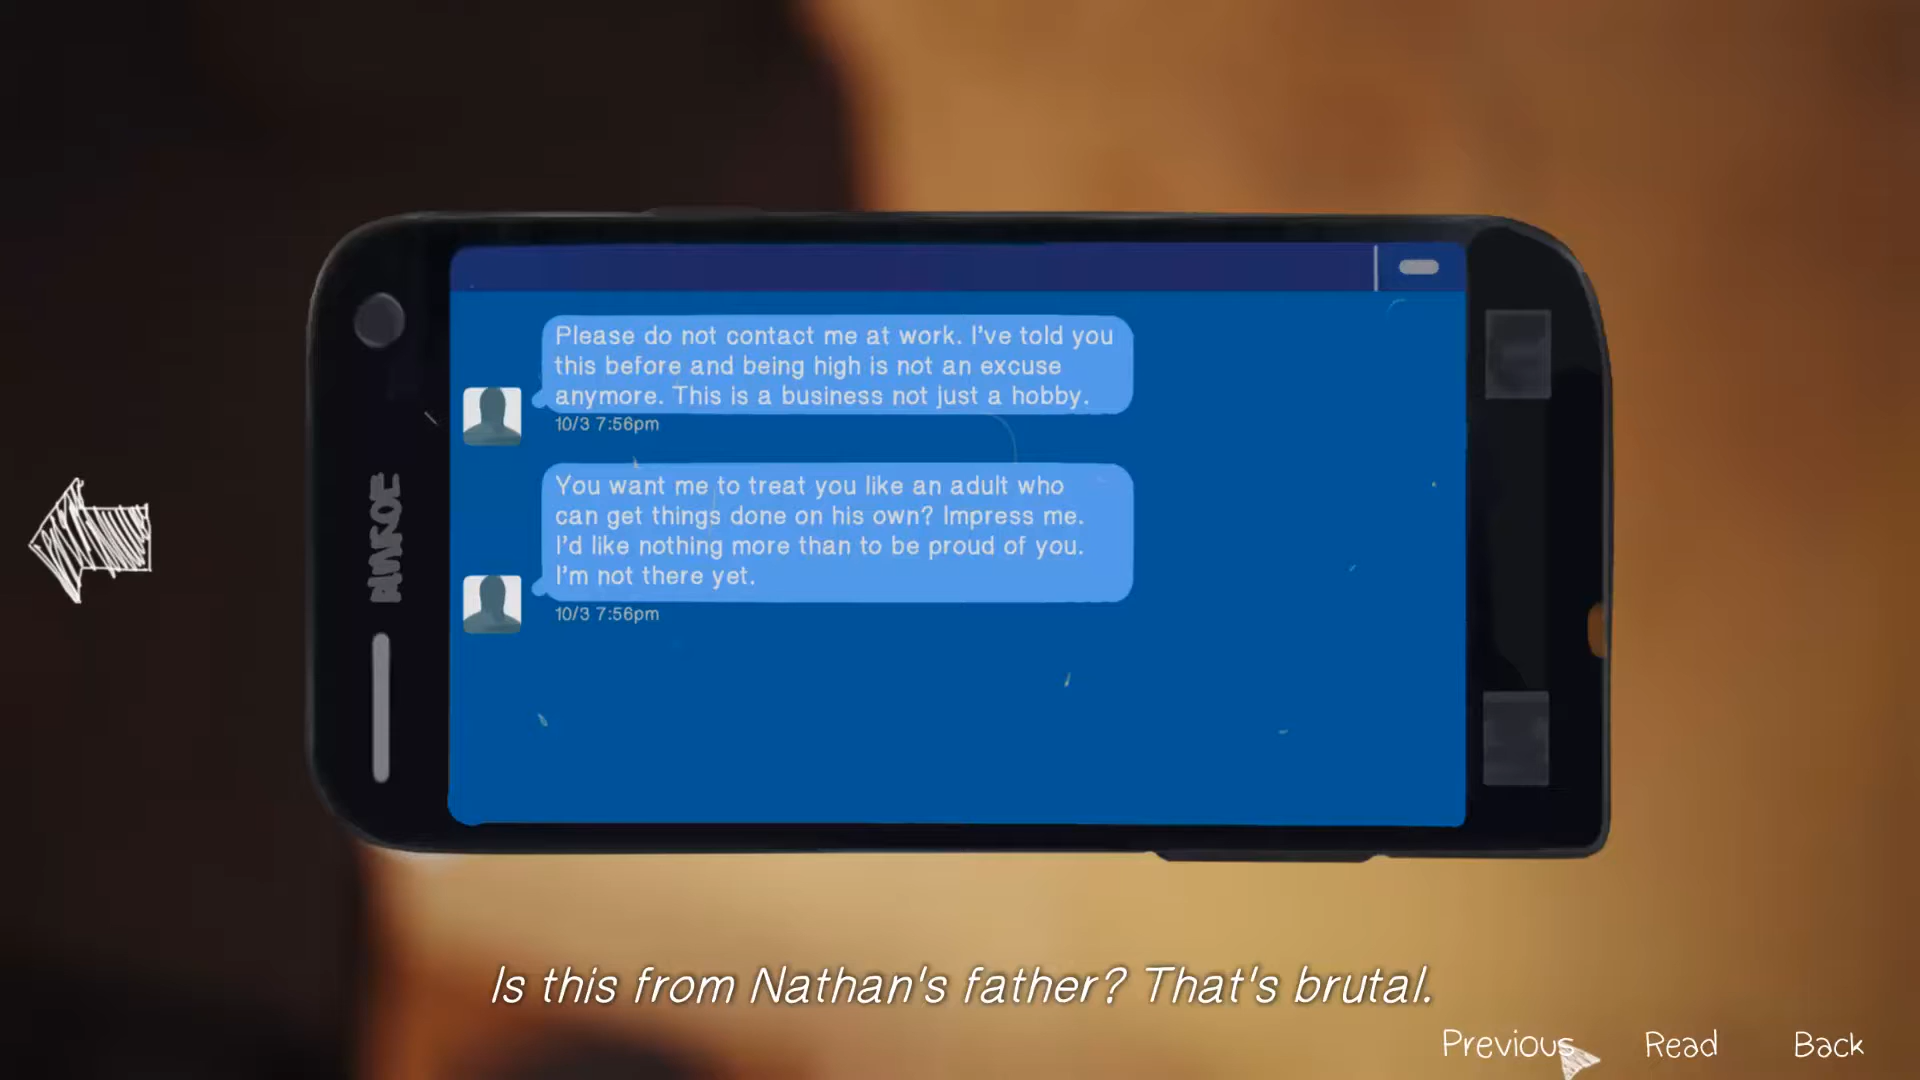 Please do not contact me at work. I've told you
this before and being high is not an excuse
anymore. This is a business not just a hobby.
10/3 7:56pm
You want me to treat you like an adult who
can get things done on his own? Impress me.
I'd like nothing more than to be proud of you.
I'm not there yet.
10/3 7:56pm
Is this from Nathan's father? That's brutal.
Previous Read Back